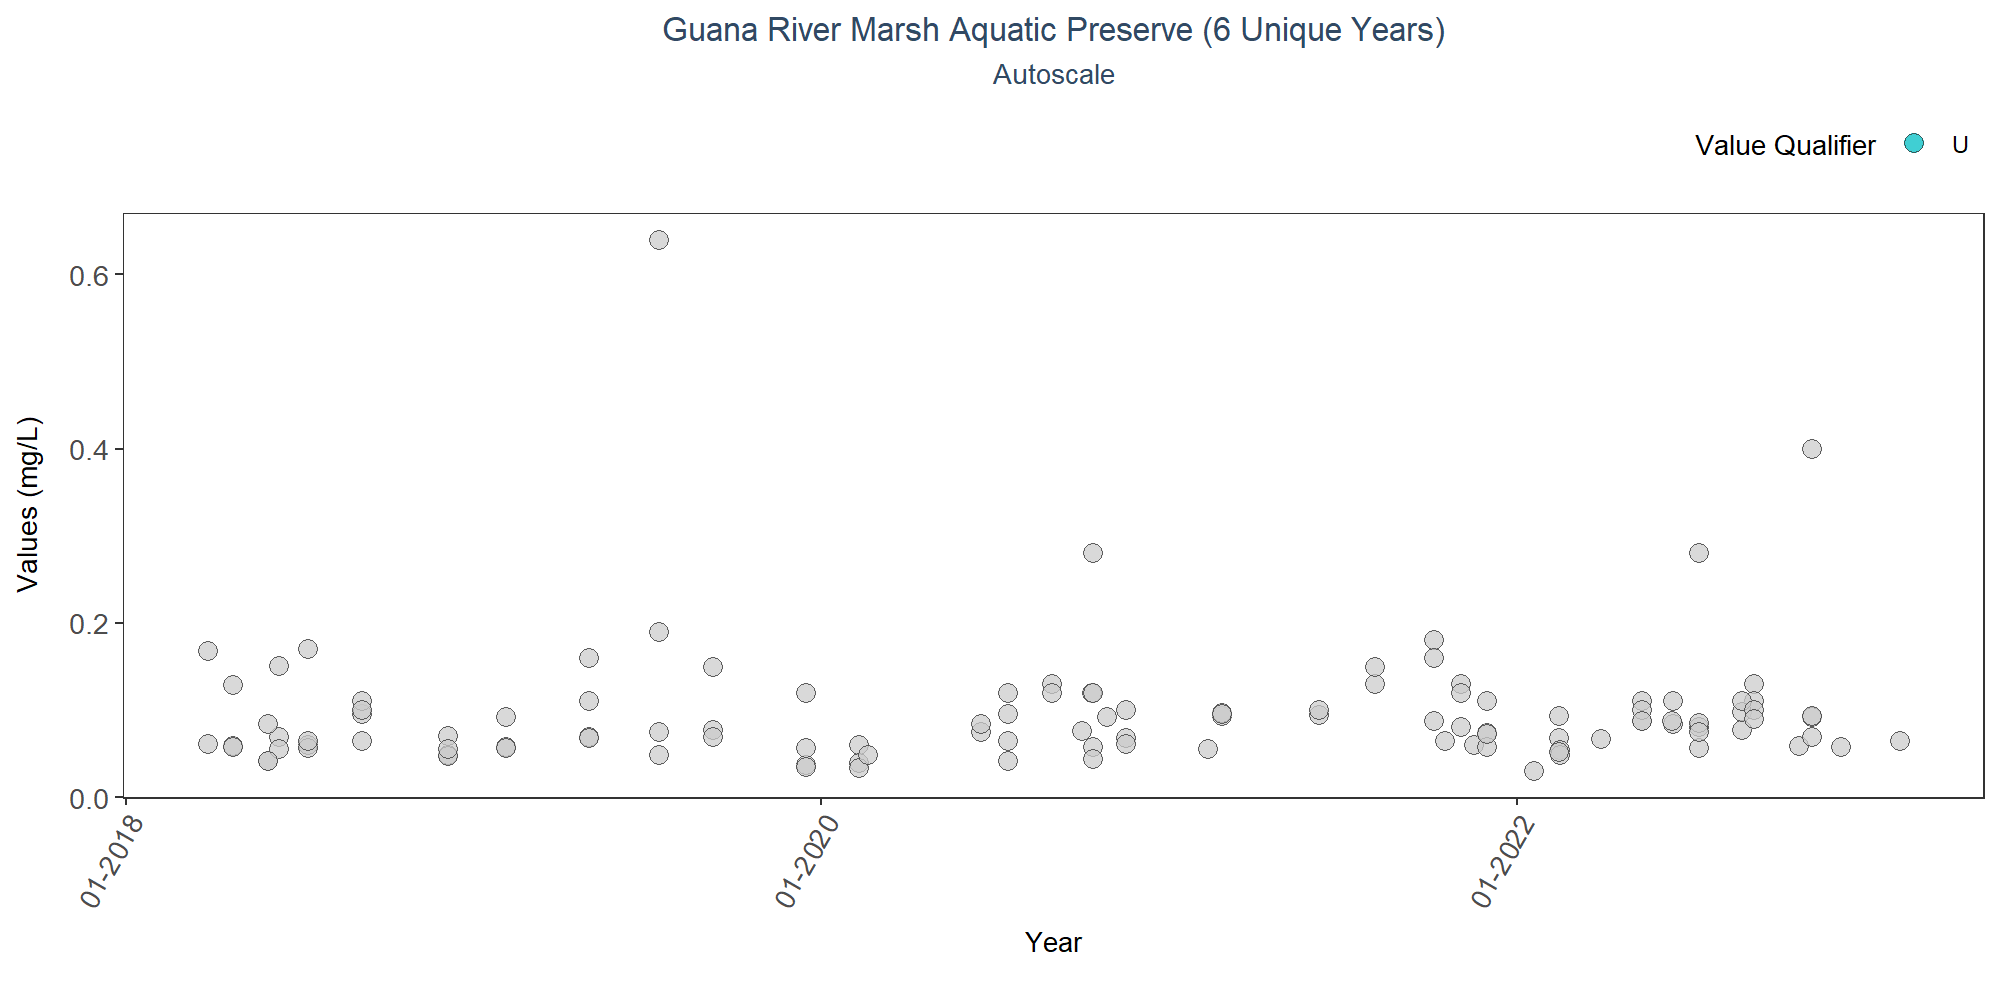 Guana River Marsh Aquatic Preserve (6 Unique Years)
Autoscale
Value Qualifier U
Values (mg/L)
0.6
0.4
0.2
0.0
01-2018 01-2020 01-2022
Year